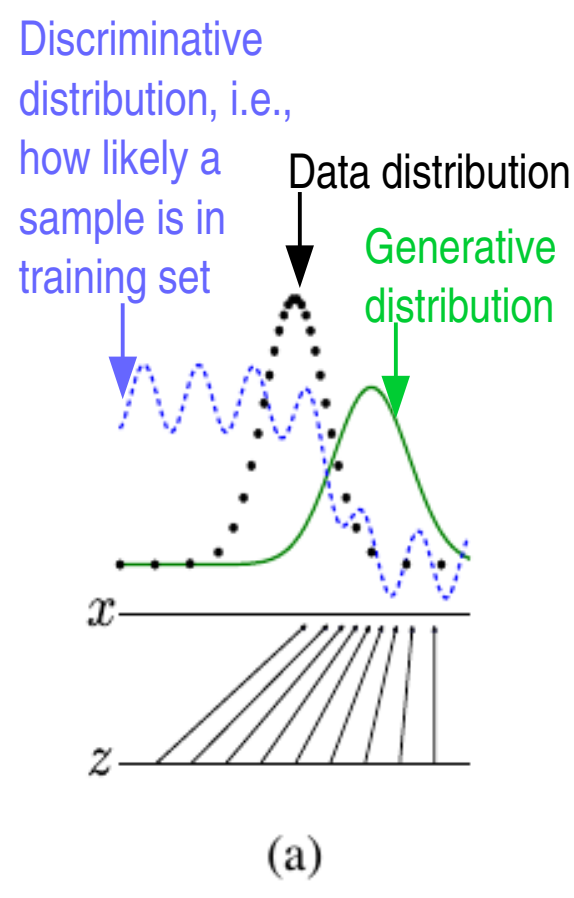 Discriminative
distribution, i.e.,
how likely a
sample is in
training set
Data distribution
Generative
distribution
x
z
(a)